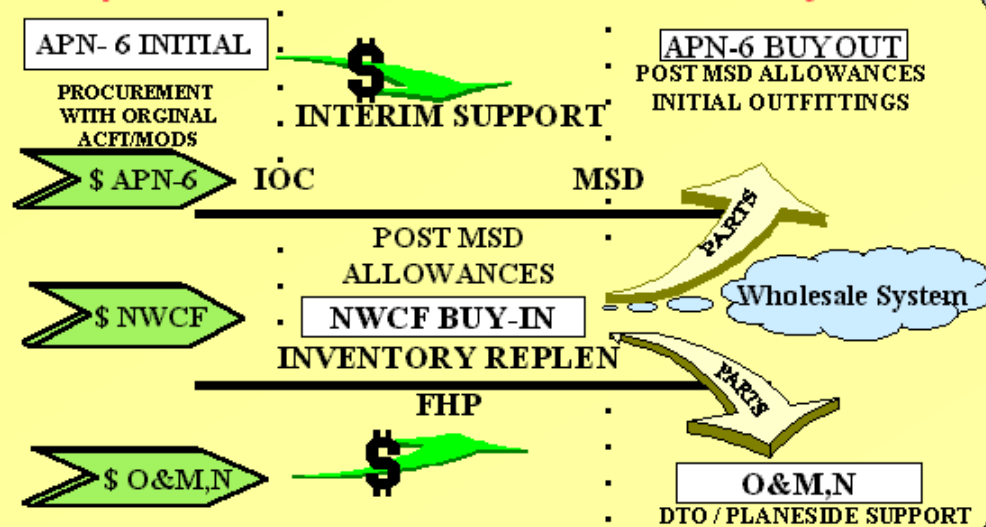 APN- 6 INITIAL
PROCUREMENT
WITH ORGINAL
ACFT/MODS
$
INTERIM SUPPORT
APN-6 BUYOUT
POST MSD ALLOWANCES
INITIAL OUTFITTINGS
$ APN-6
IOC
MSD
PARTS
POST MSD
ALLOWANCES
$ NWCF
NWCF BUY-IN
Wholesale System
INVENTORY REPLEN
PARTS
FHP
$
$ O&M,N
O&M,N
DTO / PLANESIDE SUPPORT